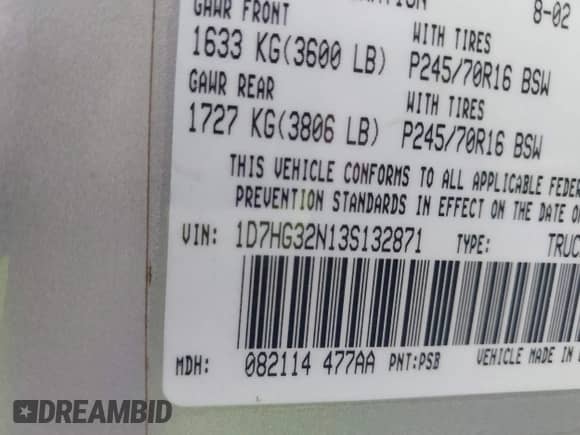 8-02
GAWR FRONT WITH TIRES
1633 KG(3600 LB) P245/70R16 BSW
GAWR REAR WITH TIRES
1727 KG(3806 LB) P245/70R16 BSW
THIS VEHICLE CONFORMS TO ALL APPLICABLE
PREVENTION STANDARDS IN EFFECT ON THE DATE O
VIN: 1D7HG32N13S132871 TYPE: TRUC
MDH: 082114 477AA PNT:PSB VEHICLE MADE IN
DREAMBID